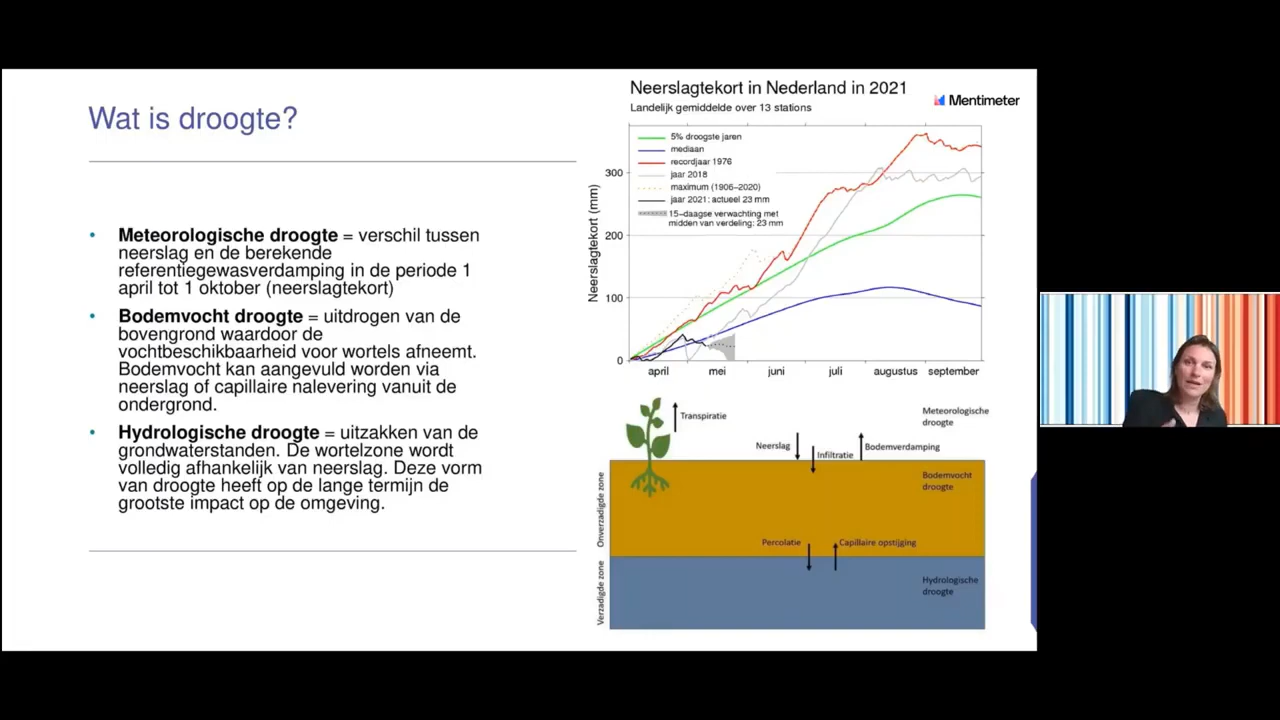 Wat is droogte?
Meteorologische droogte = verschil tussen
neerslag en de berekende
referentiegewasverdamping in de periode 1
april tot 1 oktober (neerslagtekort)
Bodemvocht droogte = uitdrogen van de
bovengrond waardoor de
vochtbeschikbaarheid voor wortels afneemt.
Bodemvocht kan aangevuld worden via
neerslag of capillaire nalevering vanuit de
ondergrond.
Hydrologische droogte = uitzakken van de
grondwaterstanden. De wortelzone wordt
volledig afhankelijk van neerslag. Deze vorm
van droogte heeft op de lange termijn de
grootste impact op de omgeving.
Neerslagtekort in Nederland in 2021
Landelijk gemiddelde over 13 stations
Mentimeter
5% droogste jaren
mediaan
recordjaar 1976
jaar 2018
maximum (1906-2020)
jaar 2021: actueel 23 mm
15-daagse verwachting met
midden van verdeling: 23 mm
Neerslagtekort (mm)
300
200
100
0
april mei juni juli augustus september
Transpiratie
Meteorologische
droogte
Neerslag
Infiltratie
Bodemverdamping
Onverzadigde zone
Bodemvocht
droogte
Percolatie
Capillaire opstijging
Verzadigde zone
Hydrologische
droogte